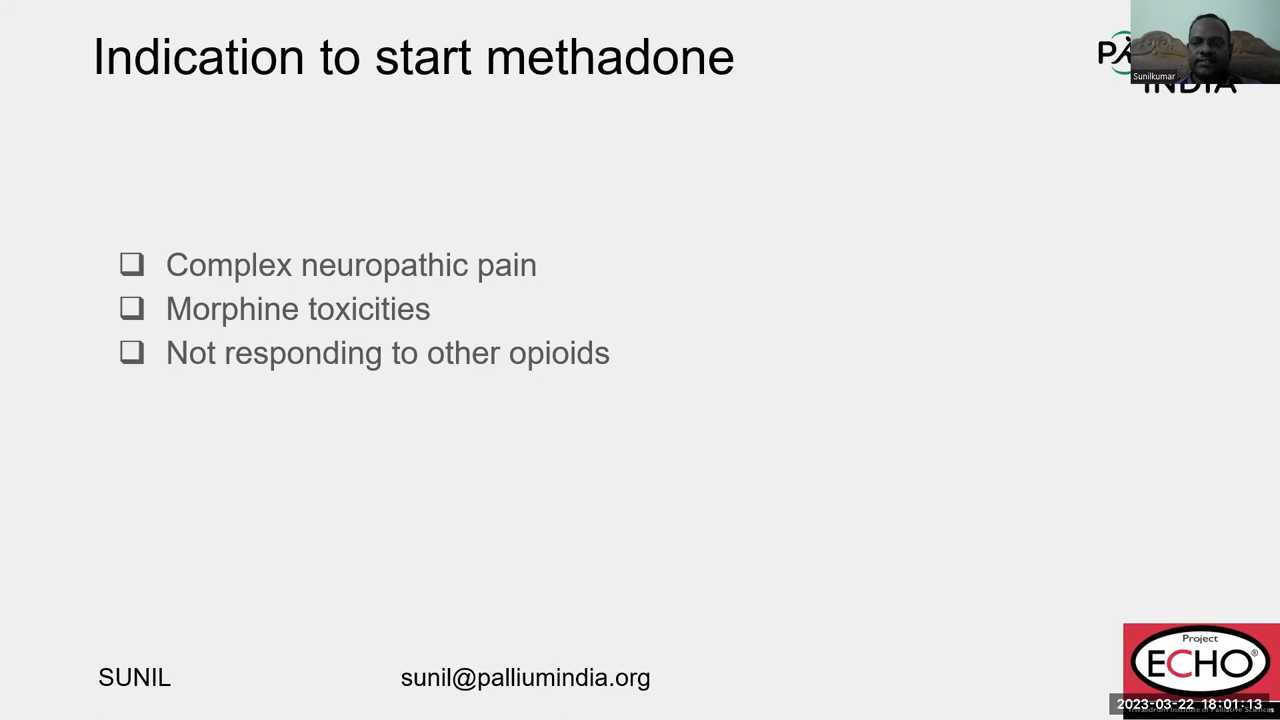 Indication to start methadone
Sunilkumar
INDIA
❑ Complex neuropathic pain
❑ Morphine toxicities
❑ Not responding to other opioids
SUNIL
sunil@palliumindia.org
Project
ECHO®
2023-03-22 18:01:13